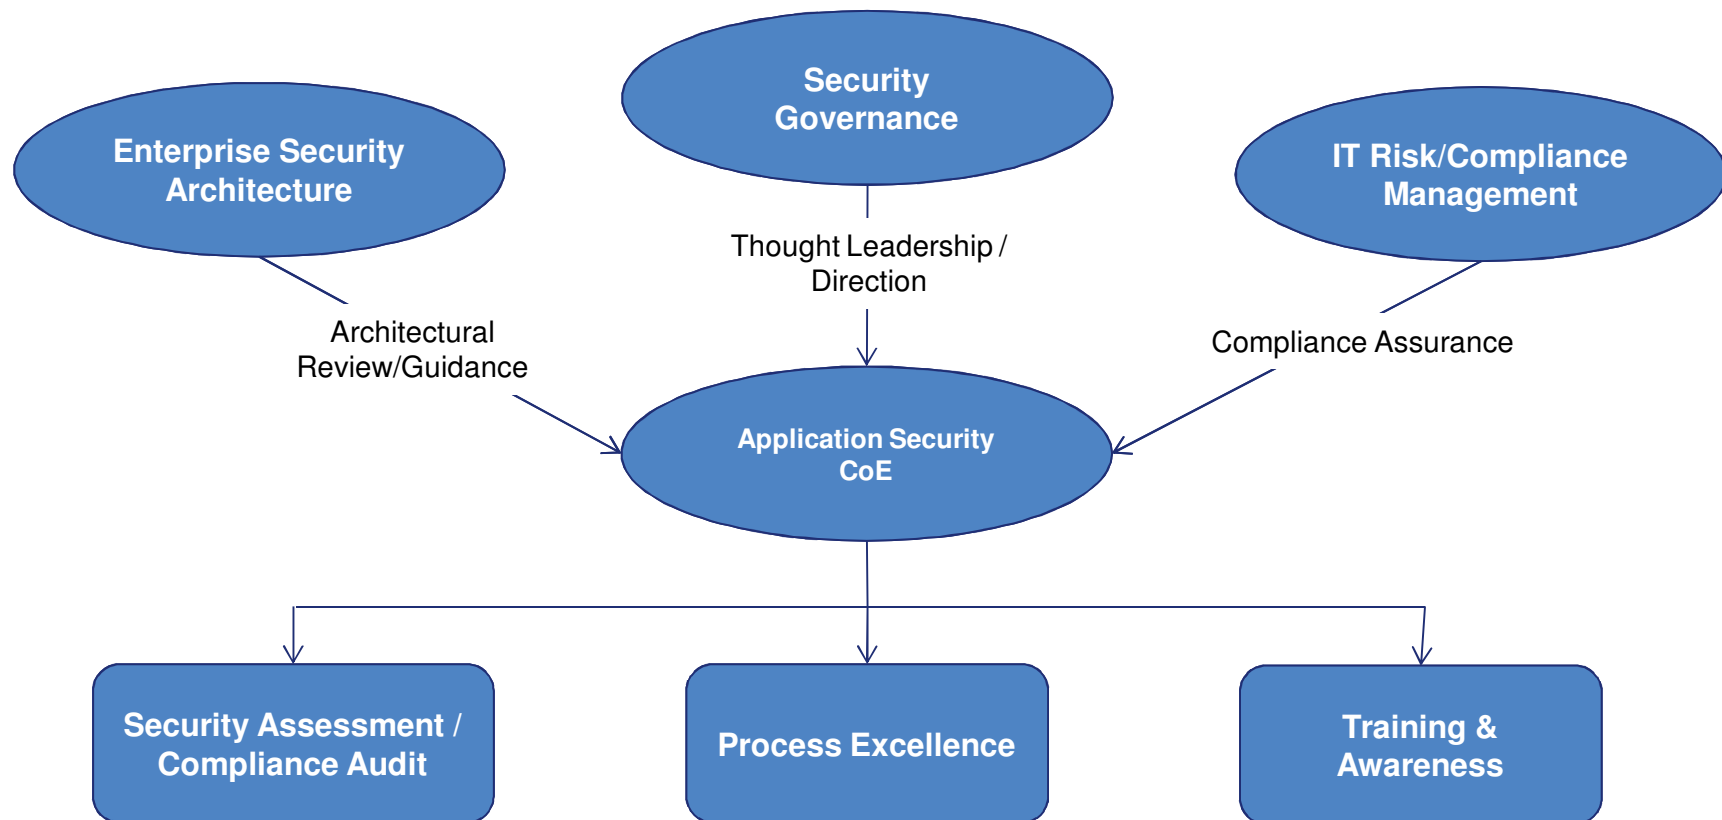 Security
Governance
Enterprise Security
Architecture
IT Risk/Compliance
Management
Thought Leadership /
Direction
Architectural
Review/Guidance
Compliance Assurance
Application Security
CoE
Security Assessment /
Compliance Audit
Process Excellence
Training &
Awareness